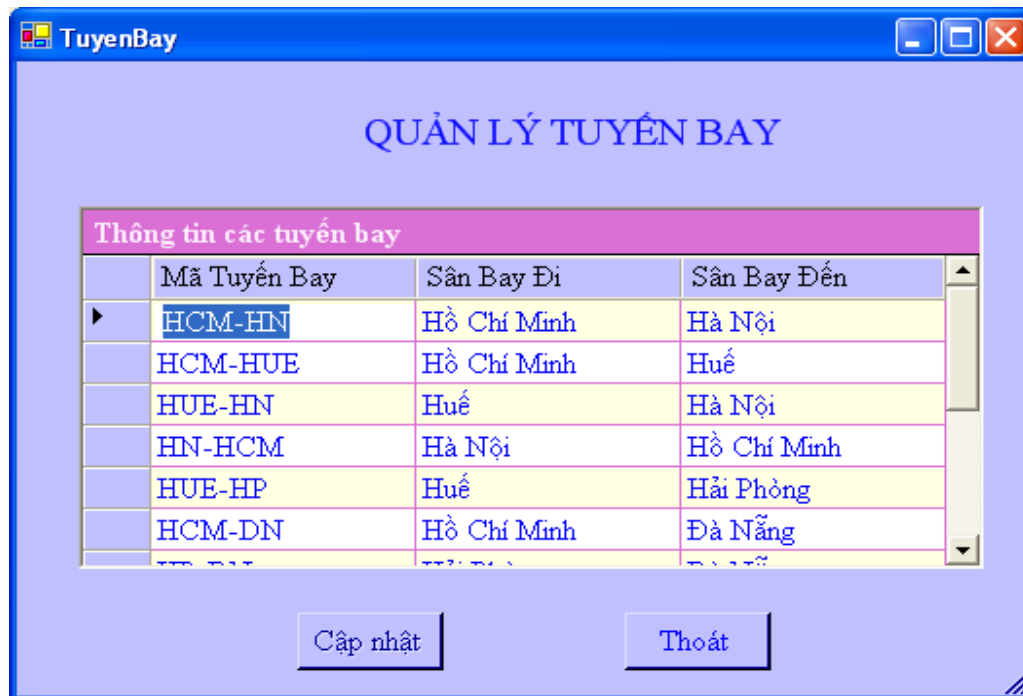 TuyenBay
QUẢN LÝ TUYẾN BAY
Thông tin các tuyến bay
Mã Tuyến Bay Sân Bay Đi Sân Bay Đến
HCM-HN Hồ Chí Minh Hà Nội
HCM-HUE Hồ Chí Minh Huế
HUE-HN Huế Hà Nội
HN-HCM Hà Nội Hồ Chí Minh
HUE-HP Huế Hải Phòng
HCM-DN Hồ Chí Minh Đà Nẵng
Cập nhật Thoát